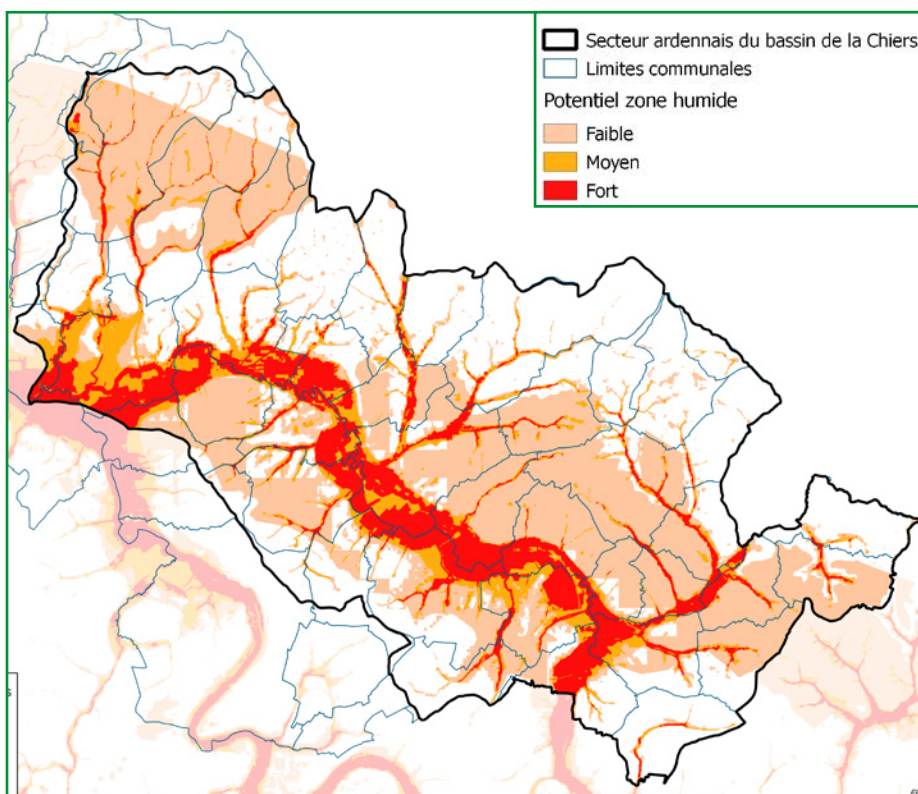 Secteur ardennais du bassin de la Chiers
Limites communales
Potentiel zone humide
Faible
Moyen
Fort
s